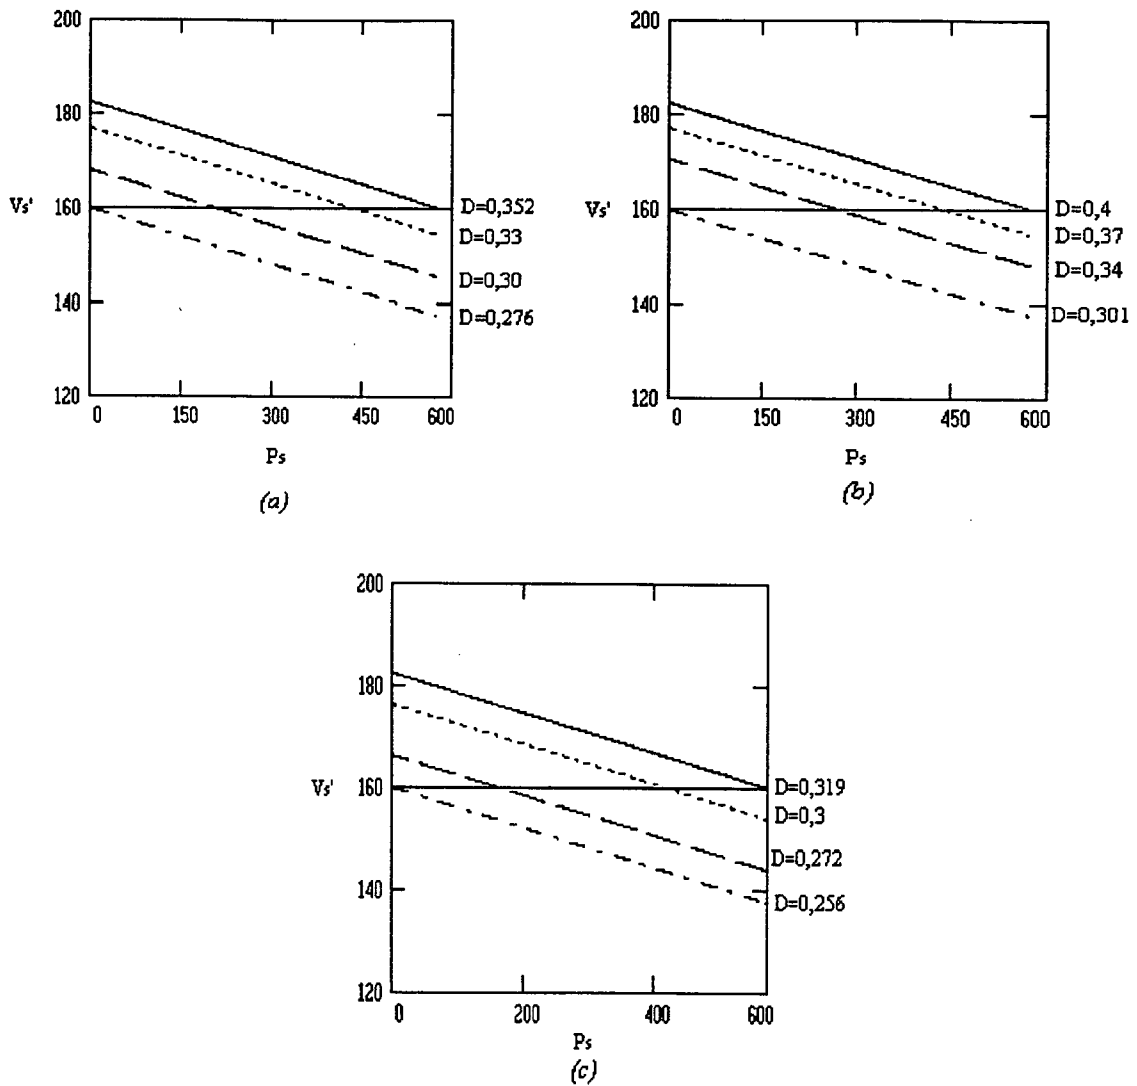 200
180
160
140
120
Vs'
D=0,352
D=0,33
D=0,30
D=0,276
0 150 300 450 600
Ps
(a)
200
180
160
140
120
Vs'
D=0,4
D=0,37
D=0,34
D=0,301
0 150 300 450 600
Ps
(b)
200
180
160
140
120
Vs'
D=0,319
D=0,3
D=0,272
D=0,256
0 200 400 600
Ps
(c)